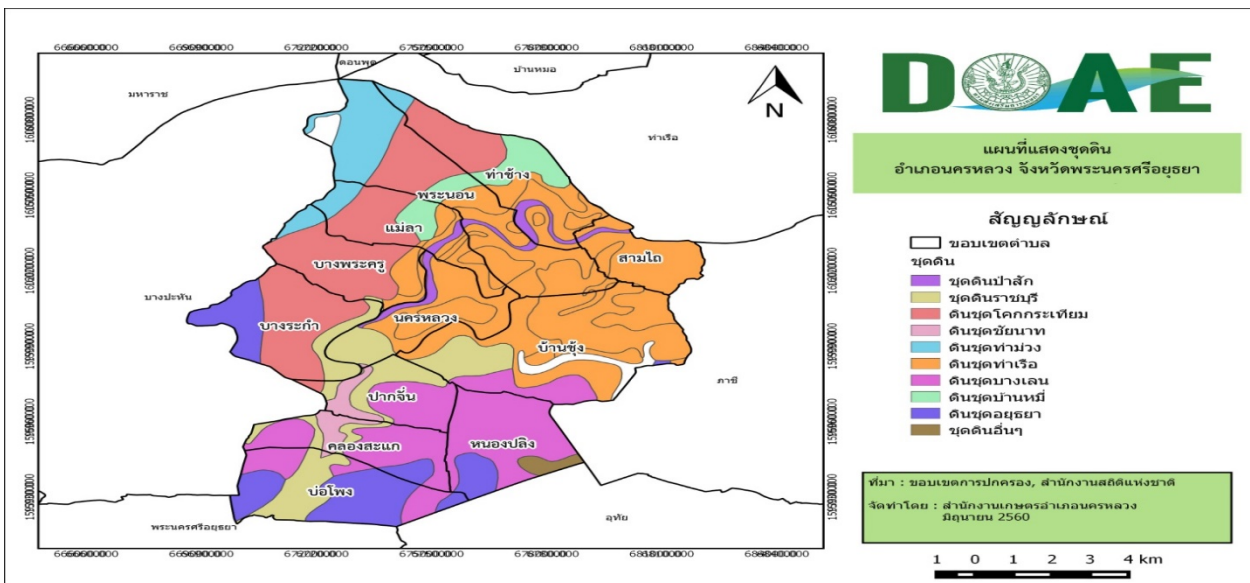 DOAE
แผนที่แสดงชุดดิน
อำเภอนครหลวง จังหวัดพระนครศรีอยุธยา
สัญญลักษณ์
ขอบเขตตำบล
ชุดดิน
ชุดดินป่าสัก
ชุดดินราชบุรี
ดินชุดโคกกระเทียม
ดินชุดชัยนาท
ดินชุดท่าม่วง
ดินชุดท่าเรือ
ดินชุดบางเลน
ดินชุดบ้านหมี่
ดินชุดอยุธยา
ชุดดินอื่นๆ
ที่มา : ขอบเขตการปกครอง, สำนักงานสถิติแห่งชาติ
จัดทำโดย : สำนักงานเกษตรอำเภอนครหลวง
มิถุนายน 2560
1 0 1 2 3 4 km
N
ดอนพุด
บ้านหมอ
มหาราช
ท่าเรือ
ท่าช้าง
พระนอน
แม่ลา
สามไถ
บางพระครู
บางปะหัน
นครหลวง
บางระกำ
บ้านชุ้ง
ภาชี
ปากจั่น
คลองสะแก
หนองปลิง
บ่อโพง
อุทัย
พระนครศรีอยุธยา